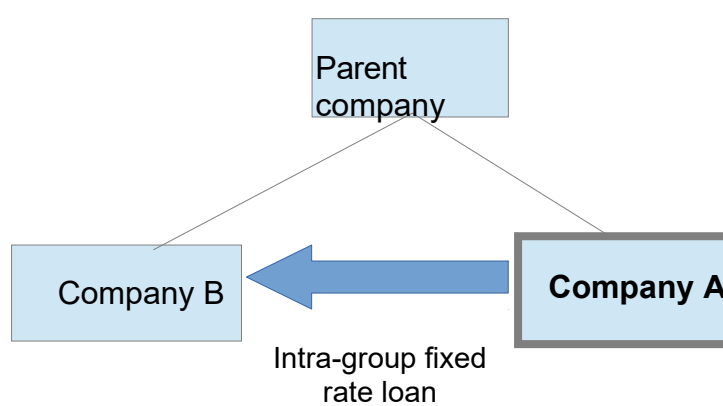 Parent
company
Company B
Company A
Intra-group fixed
rate loan